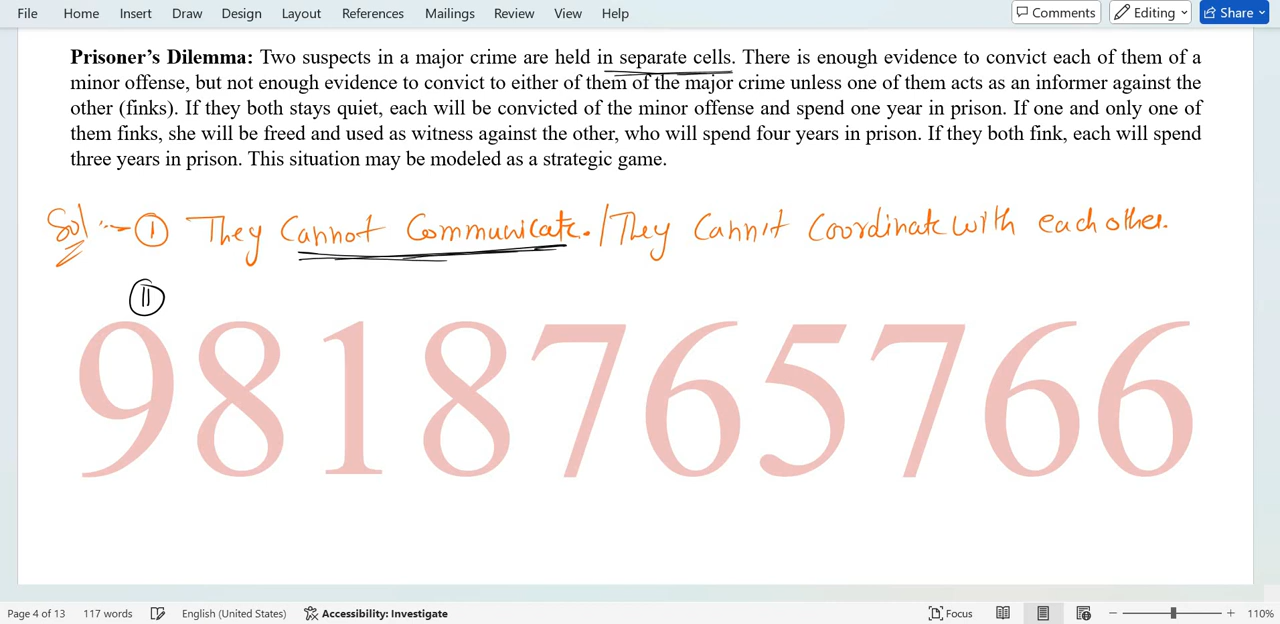 File Home Insert Draw Design Layout References Mailings Review View Help Comments Editing Share
Prisoner's Dilemma: Two suspects in a major crime are held in separate cells. There is enough evidence to convict each of them of a
minor offense, but not enough evidence to convict to either of them of the major crime unless one of them acts as an informer against the
other (finks). If they both stays quiet, each will be convicted of the minor offense and spend one year in prison. If one and only one of
them finks, she will be freed and used as witness against the other, who will spend four years in prison. If they both fink, each will spend
three years in prison. This situation may be modeled as a strategic game.
Sol :- ① They Cannot Communicate. / They Cannot Coordinate with each other.
⑪
9818765766
Page 4 of 13 117 words English (United States) Accessibility: Investigate Focus 110%